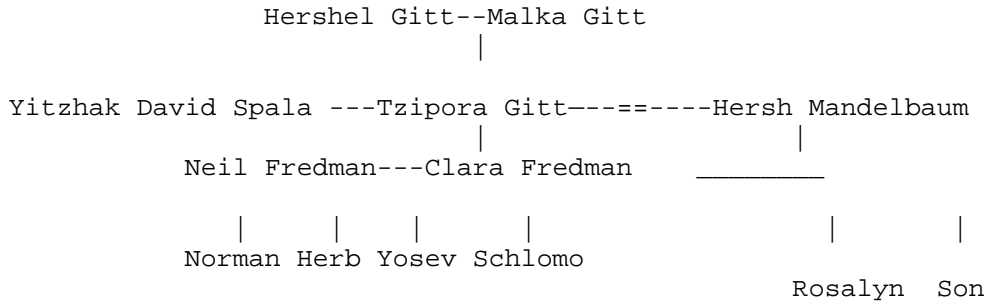 Hershel Gitt--Malka Gitt
|
Yitzhak David Spala ---Tzipora Gitt—--==----Hersh Mandelbaum
| |
Neil Fredman---Clara Fredman ________
| | | | | |
Norman Herb Yosev Schlomo
Rosalyn Son